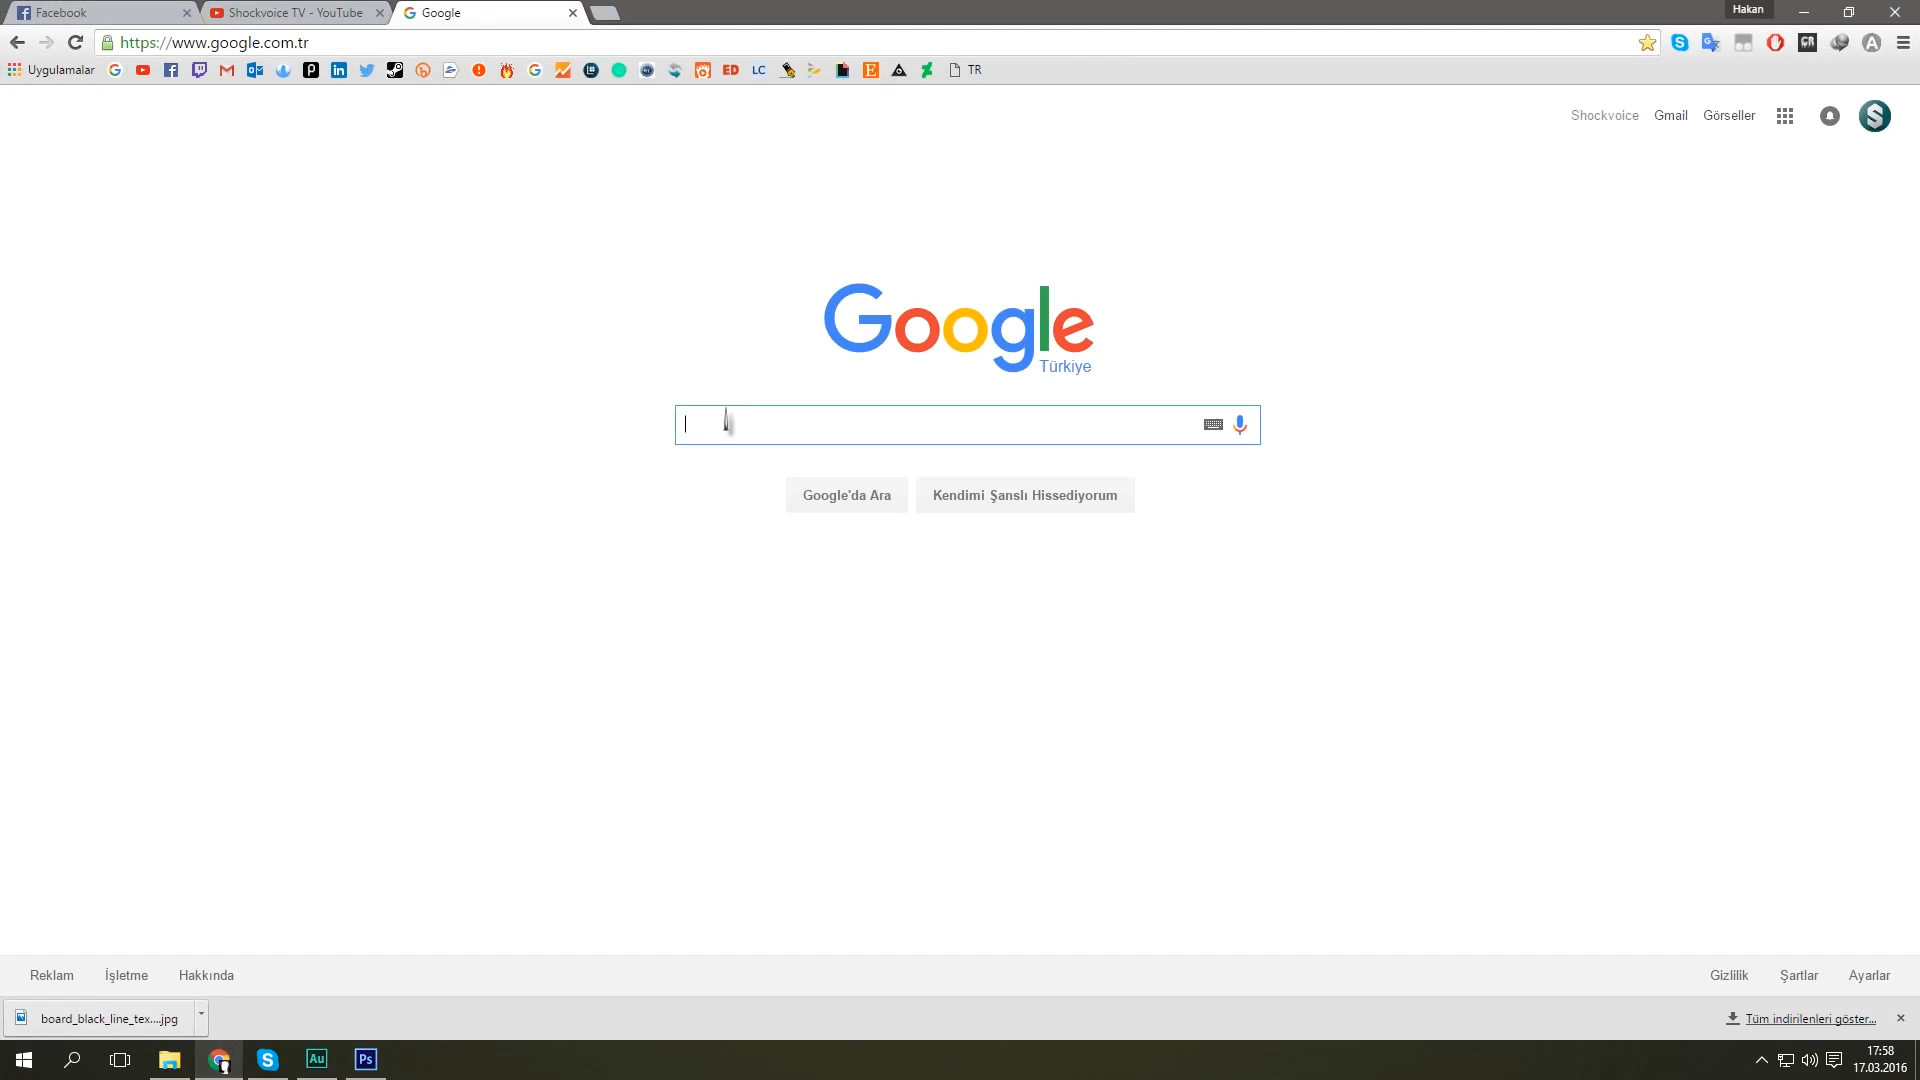 Facebook
Shockvoice TV - YouTube
Google
Hakan
https://www.google.com.tr
Uygulamalar
ED
LC
TR
Shockvoice
Gmail
Görseller
Google
Türkiye
Google'da Ara
Kendimi Şanslı Hissediyorum
Reklam
İşletme
Hakkında
Gizlilik
Şartlar
Ayarlar
board_black_line_tex....jpg
Tüm indirilenleri göster...
Au
Ps
17:58
17.03.2016